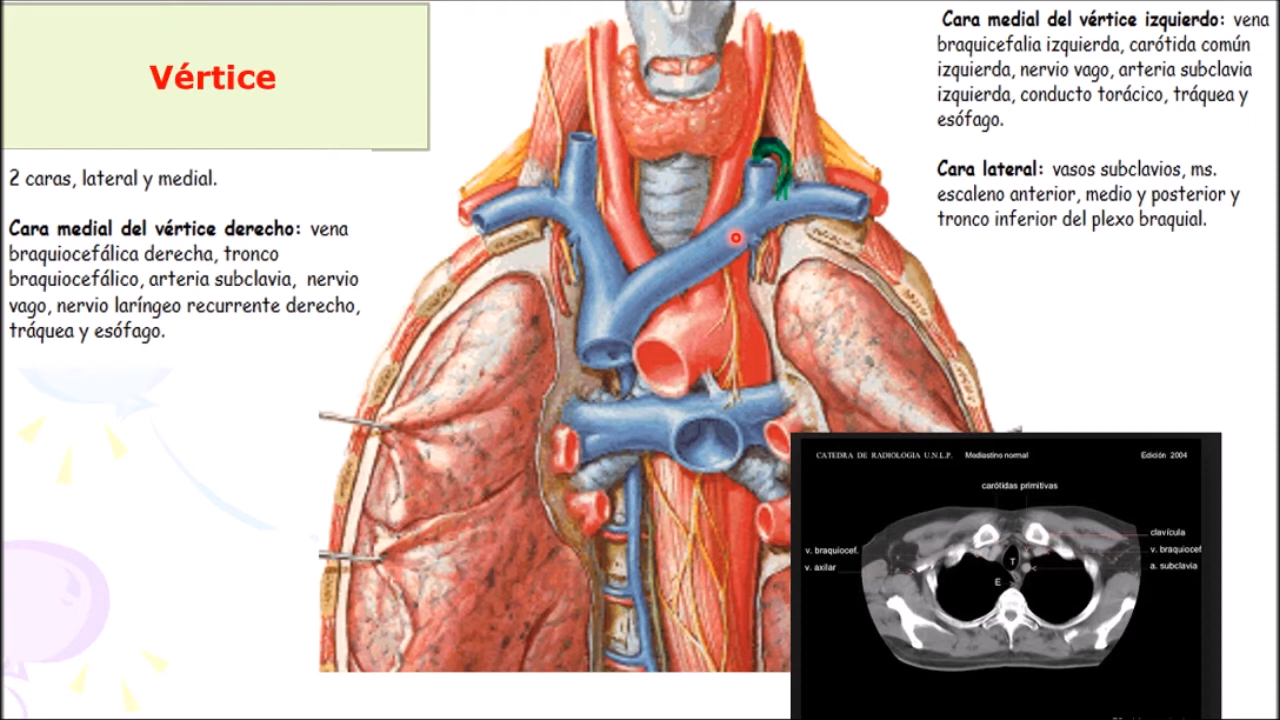 Vértice
2 caras, lateral y medial.
Cara medial del vértice derecho: vena
braquiocefálica derecha, tronco
braquiocefálico, arteria subclavia, nervio
vago, nervio laríngeo recurrente derecho,
tráquea y esófago.
Cara medial del vértice izquierdo: vena
braquicefalia izquierda, carótida común
izquierda, nervio vago, arteria subclavia
izquierda, conducto torácico, tráquea y
esófago.
Cara lateral: vasos subclavios, ms.
escaleno anterior, medio y posterior y
tronco inferior del plexo braquial.
CATEDRA DE RADIOLOGIA U.N.L.P. Mediastino normal Edición 2004
carótidas primitivas
clavícula
v. braquiocef. v. braquiocef
v. axilar a. subclavia
T
E